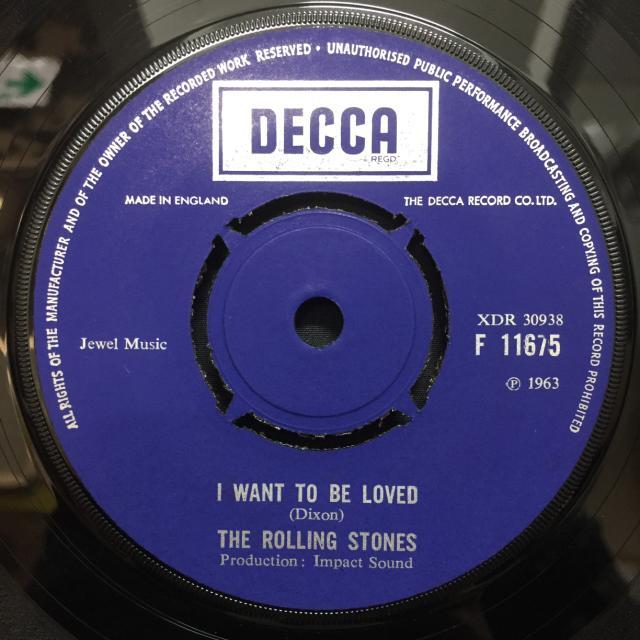 ALL RIGHTS OF THE MANUFACTURER AND OF THE OWNER OF THE RECORDED WORK RESERVED • UNAUTHORISED PUBLIC PERFORMANCE BROADCASTING AND COPYING OF THIS RECORD PROHIBITED
DECCA
REGD
MADE IN ENGLAND
THE DECCA RECORD CO. LTD.
Jewel Music
XDR 30938
F 11675
℗ 1963
I WANT TO BE LOVED
(Dixon)
THE ROLLING STONES
Production: Impact Sound